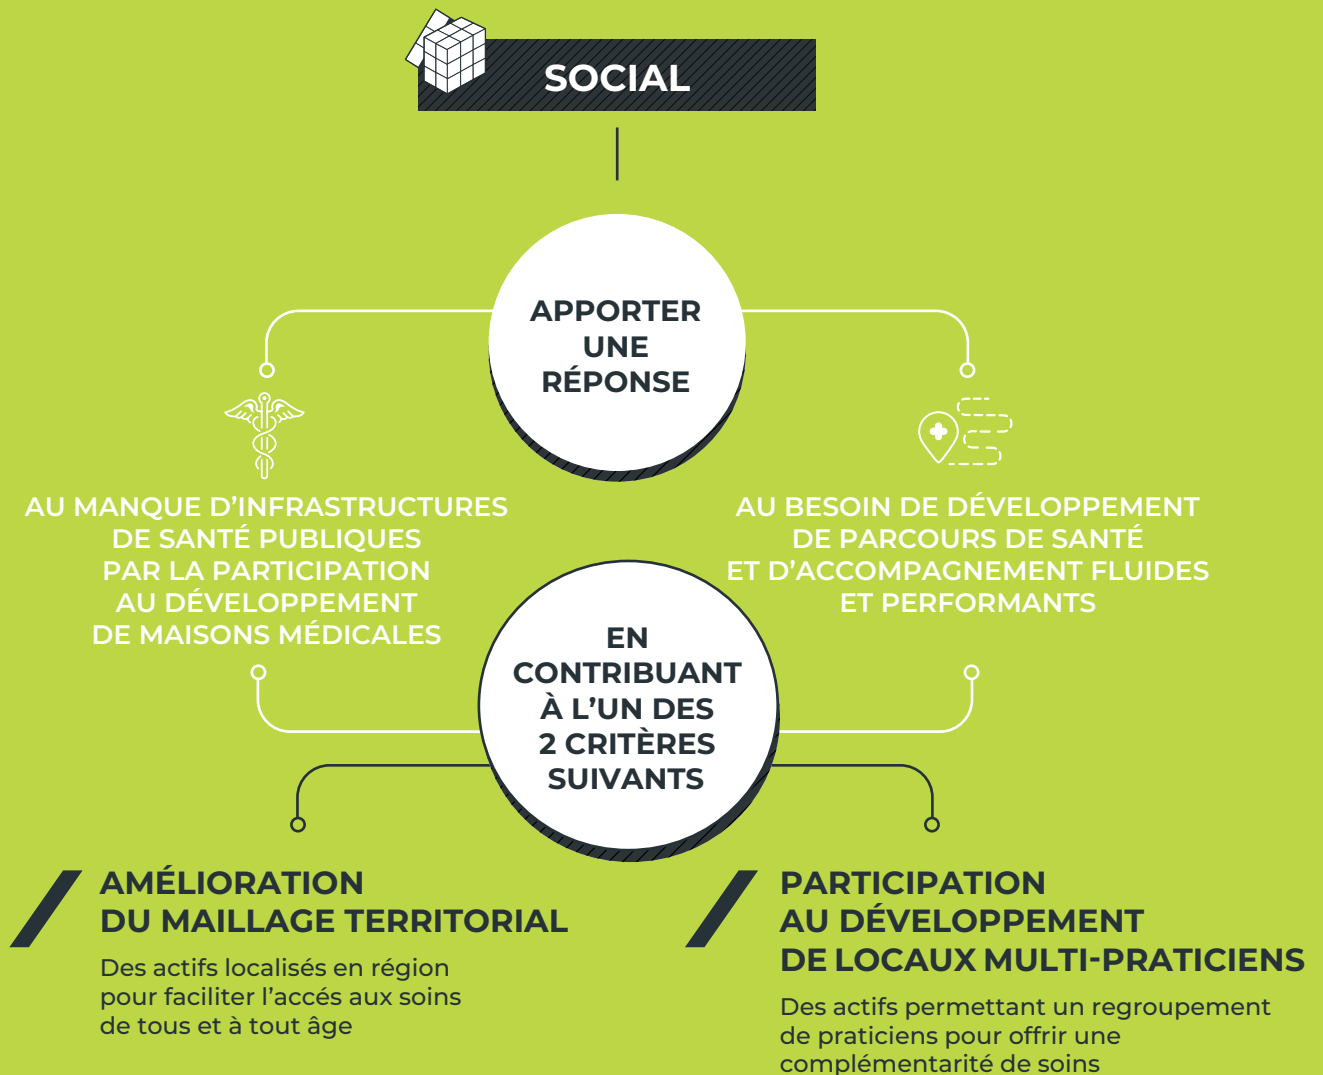 SOCIAL
APPORTER
UNE
RÉPONSE
AU MANQUE D’INFRASTRUCTURES
DE SANTÉ PUBLIQUES
PAR LA PARTICIPATION
AU DÉVELOPPEMENT
DE MAISONS MÉDICALES
AU BESOIN DE DÉVELOPPEMENT
DE PARCOURS DE SANTÉ
ET D’ACCOMPAGNEMENT FLUIDES
ET PERFORMANTS
EN
CONTRIBUANT
À L’UN DES
2 CRITÈRES
SUIVANTS
AMÉLIORATION
DU MAILLAGE TERRITORIAL
Des actifs localisés en région
pour faciliter l’accés aux soins
de tous et à tout âge
PARTICIPATION
AU DÉVELOPPEMENT
DE LOCAUX MULTI-PRATICIENS
Des actifs permettant un regroupement
de praticiens pour offrir une
complémentarité de soins